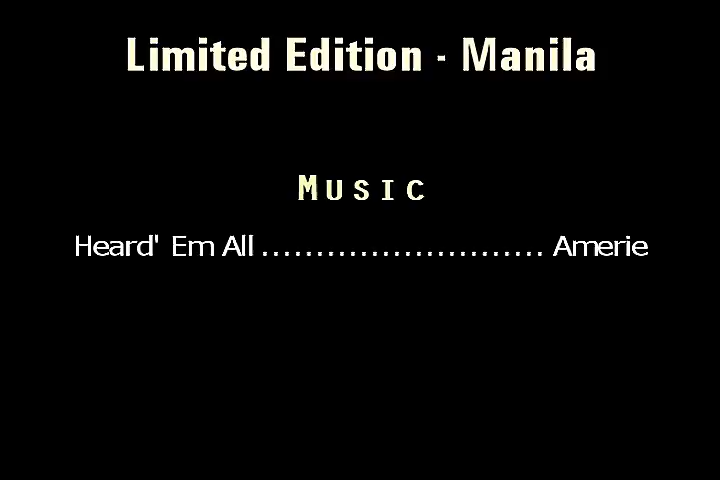 Limited Edition - Manila
MUSIC
Heard' Em All .......................... Amerie